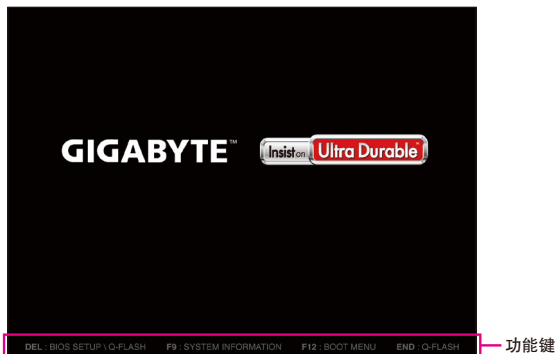 GIGABYTE™ Insist on Ultra Durable™
DEL : BIOS SETUP \ Q-FLASH F9 : SYSTEM INFORMATION F12 : BOOT MENU END : Q-FLASH 功能键